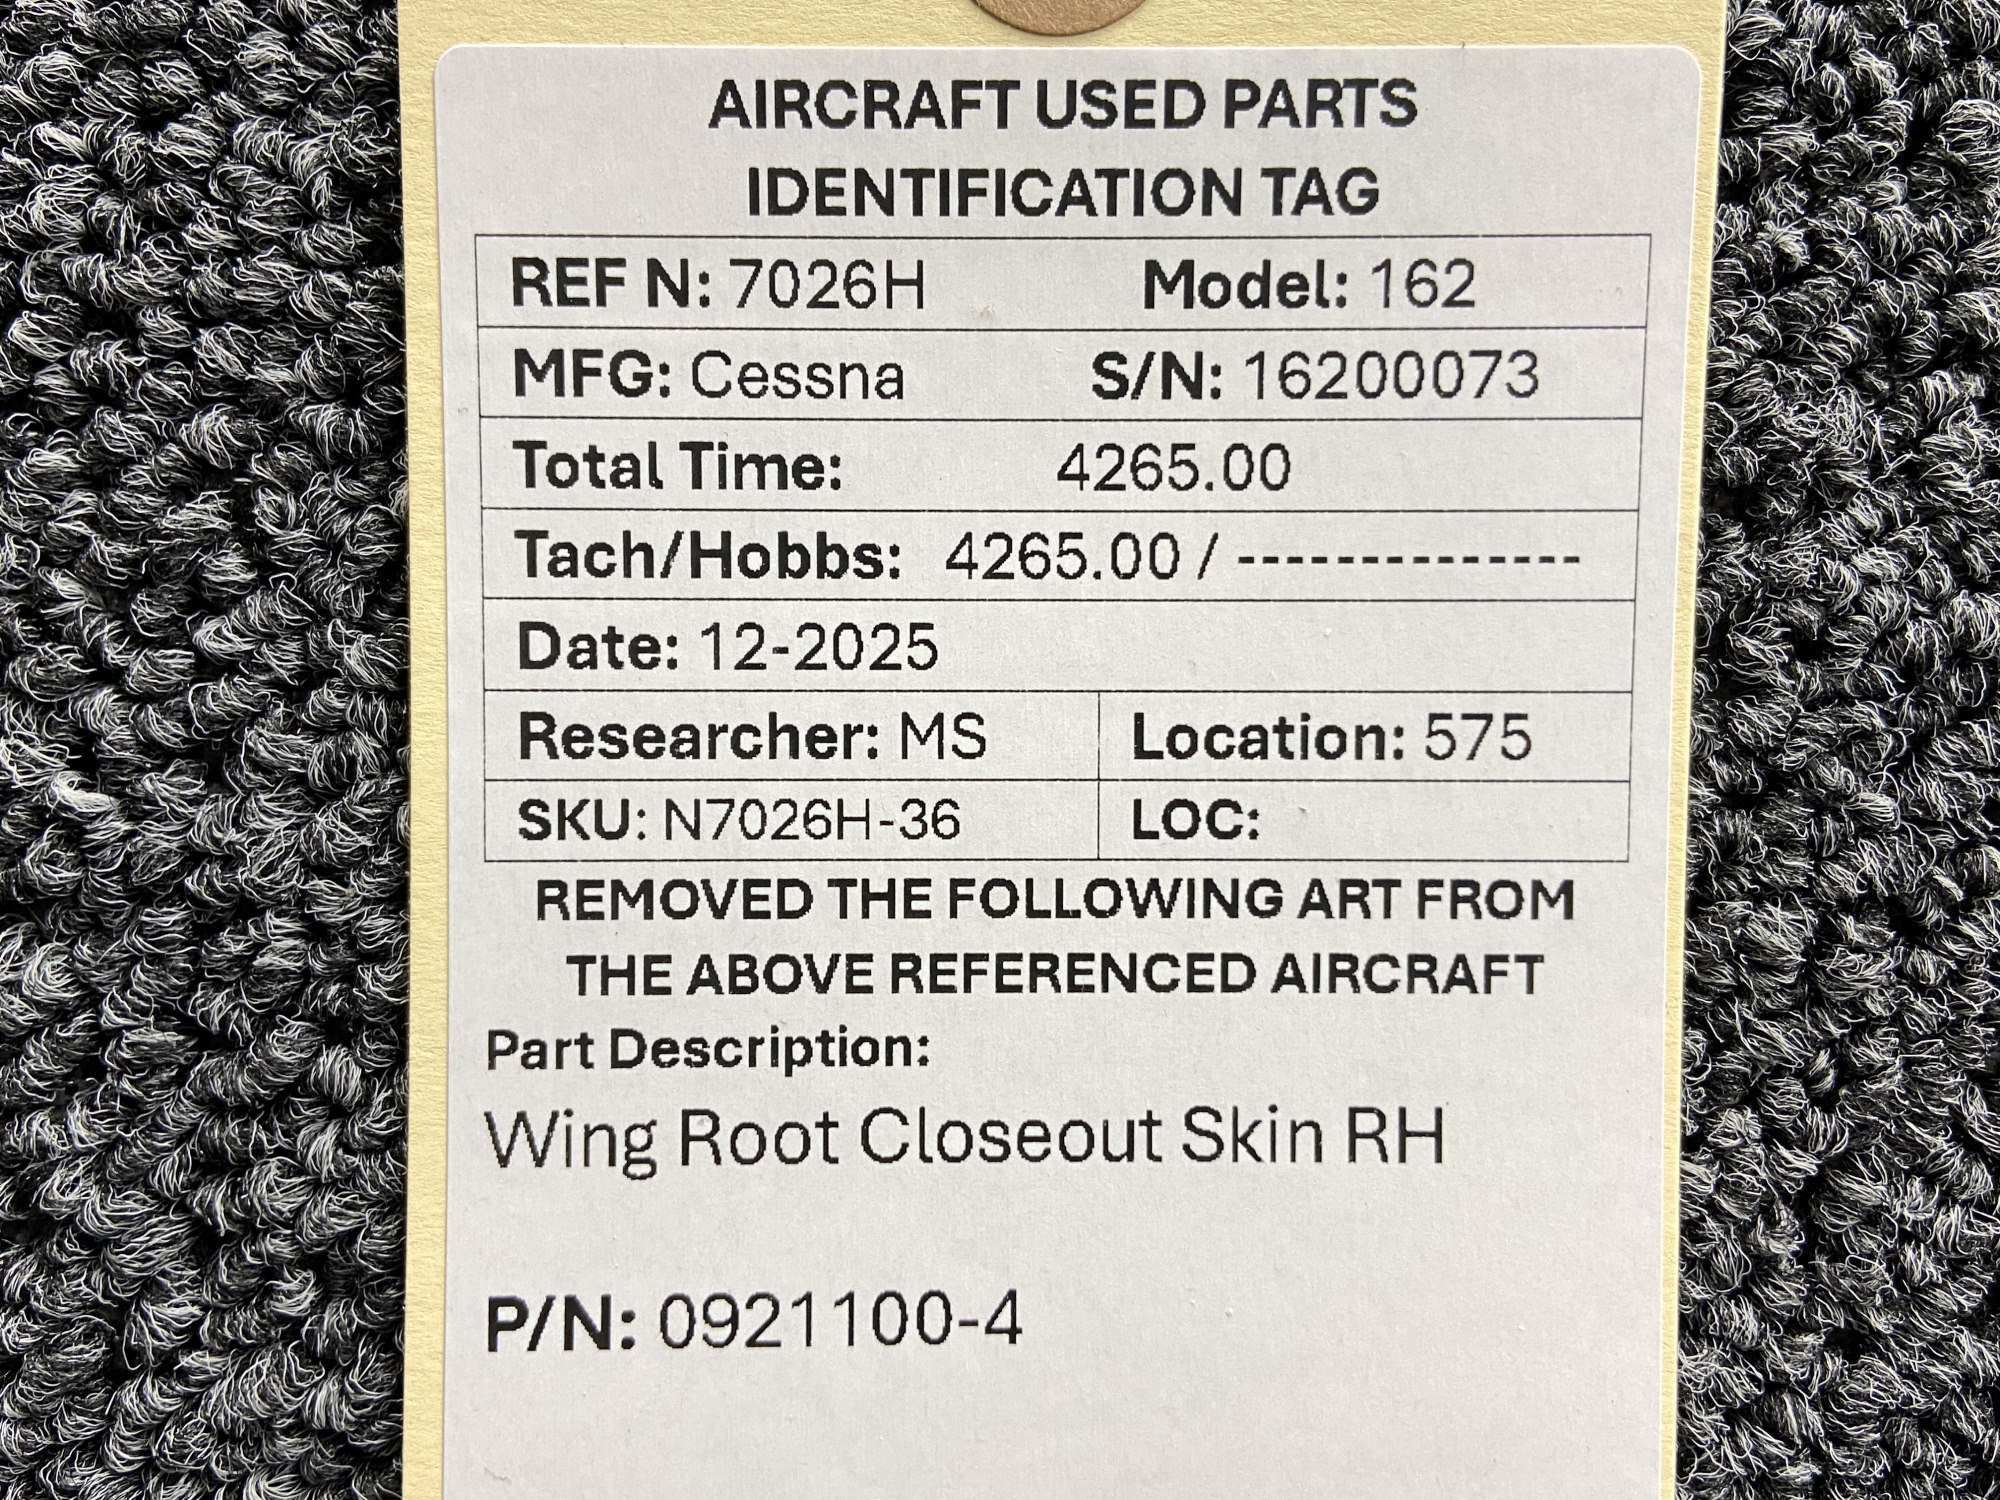 AIRCRAFT USED PARTS
IDENTIFICATION TAG
REF N: 7026H Model: 162
MFG: Cessna S/N: 16200073
Total Time: 4265.00
Tach/Hobbs: 4265.00 / --------------
Date: 12-2025
Researcher: MS Location: 575
SKU: N7026H-36 LOC:
REMOVED THE FOLLOWING ART FROM
THE ABOVE REFERENCED AIRCRAFT
Part Description:
Wing Root Closeout Skin RH
P/N: 0921100-4